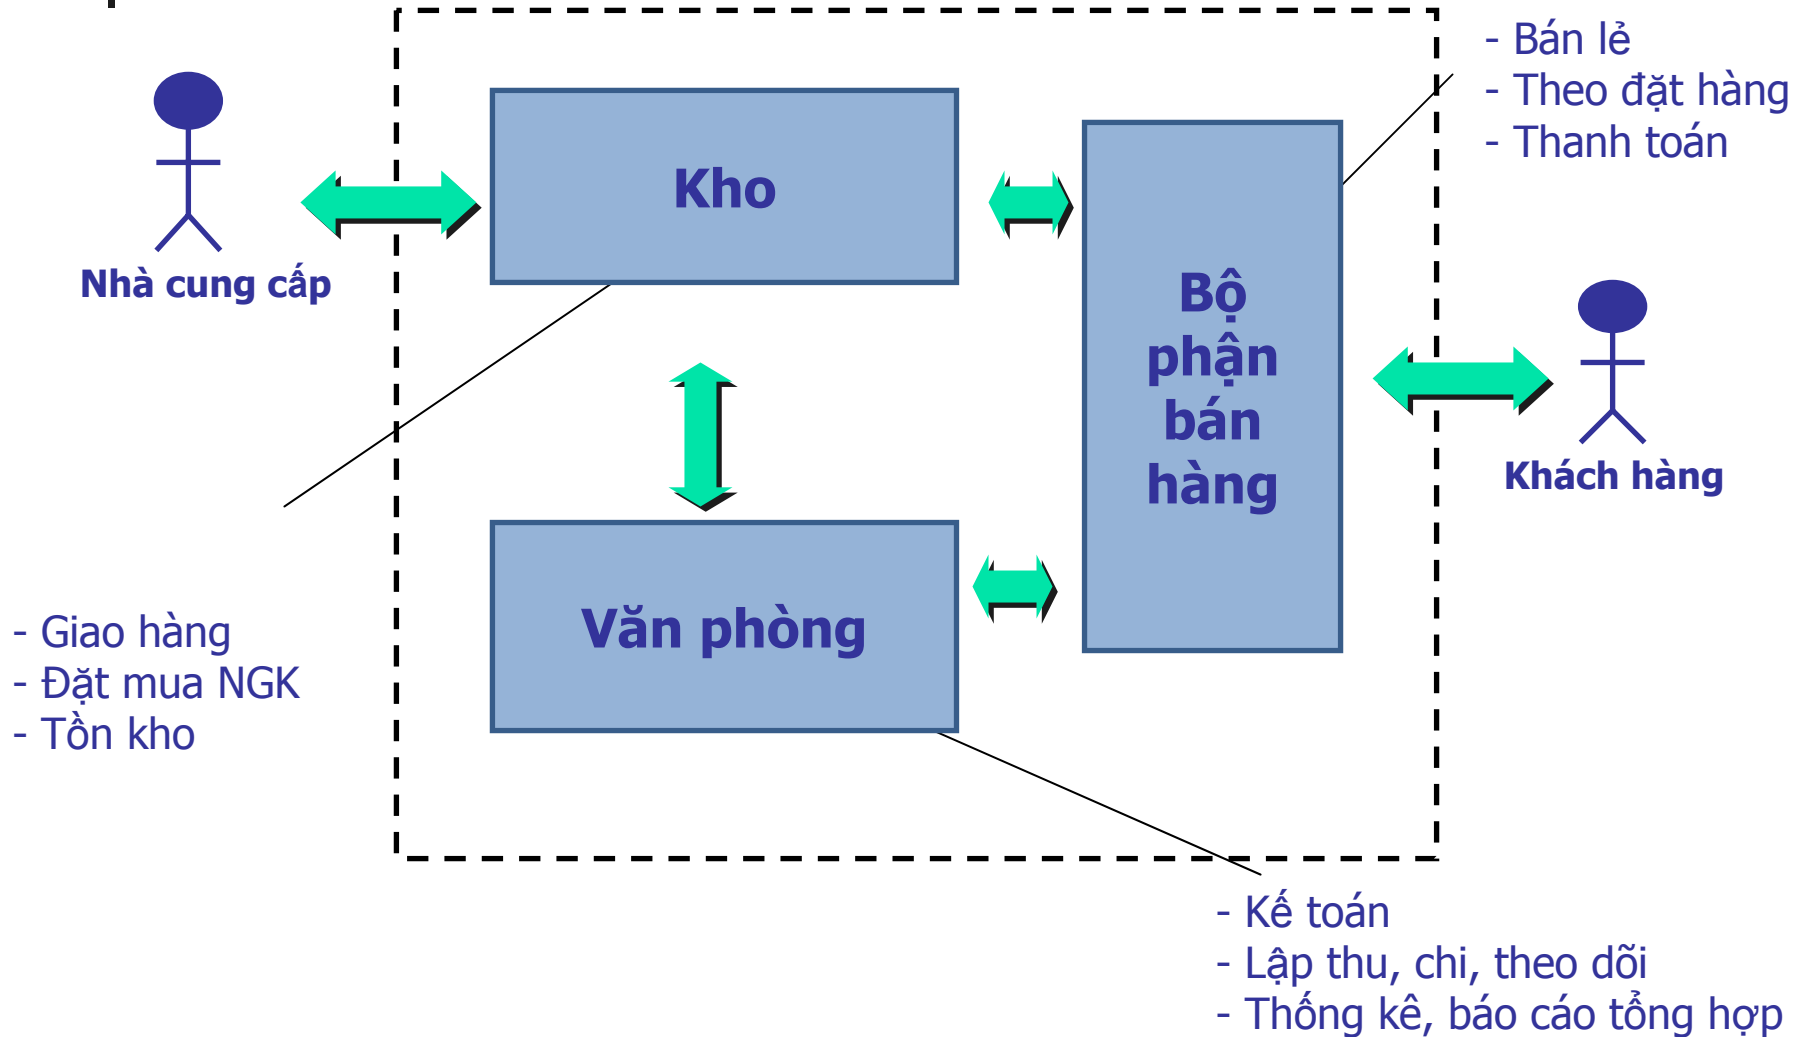 - Bán lẻ
- Theo đặt hàng
- Thanh toán
Kho
Nhà cung cấp
Bộ
phận
bán
hàng
Khách hàng
Văn phòng
- Giao hàng
- Đặt mua NGK
- Tồn kho
- Kế toán
- Lập thu, chi, theo dõi
- Thống kê, báo cáo tổng hợp